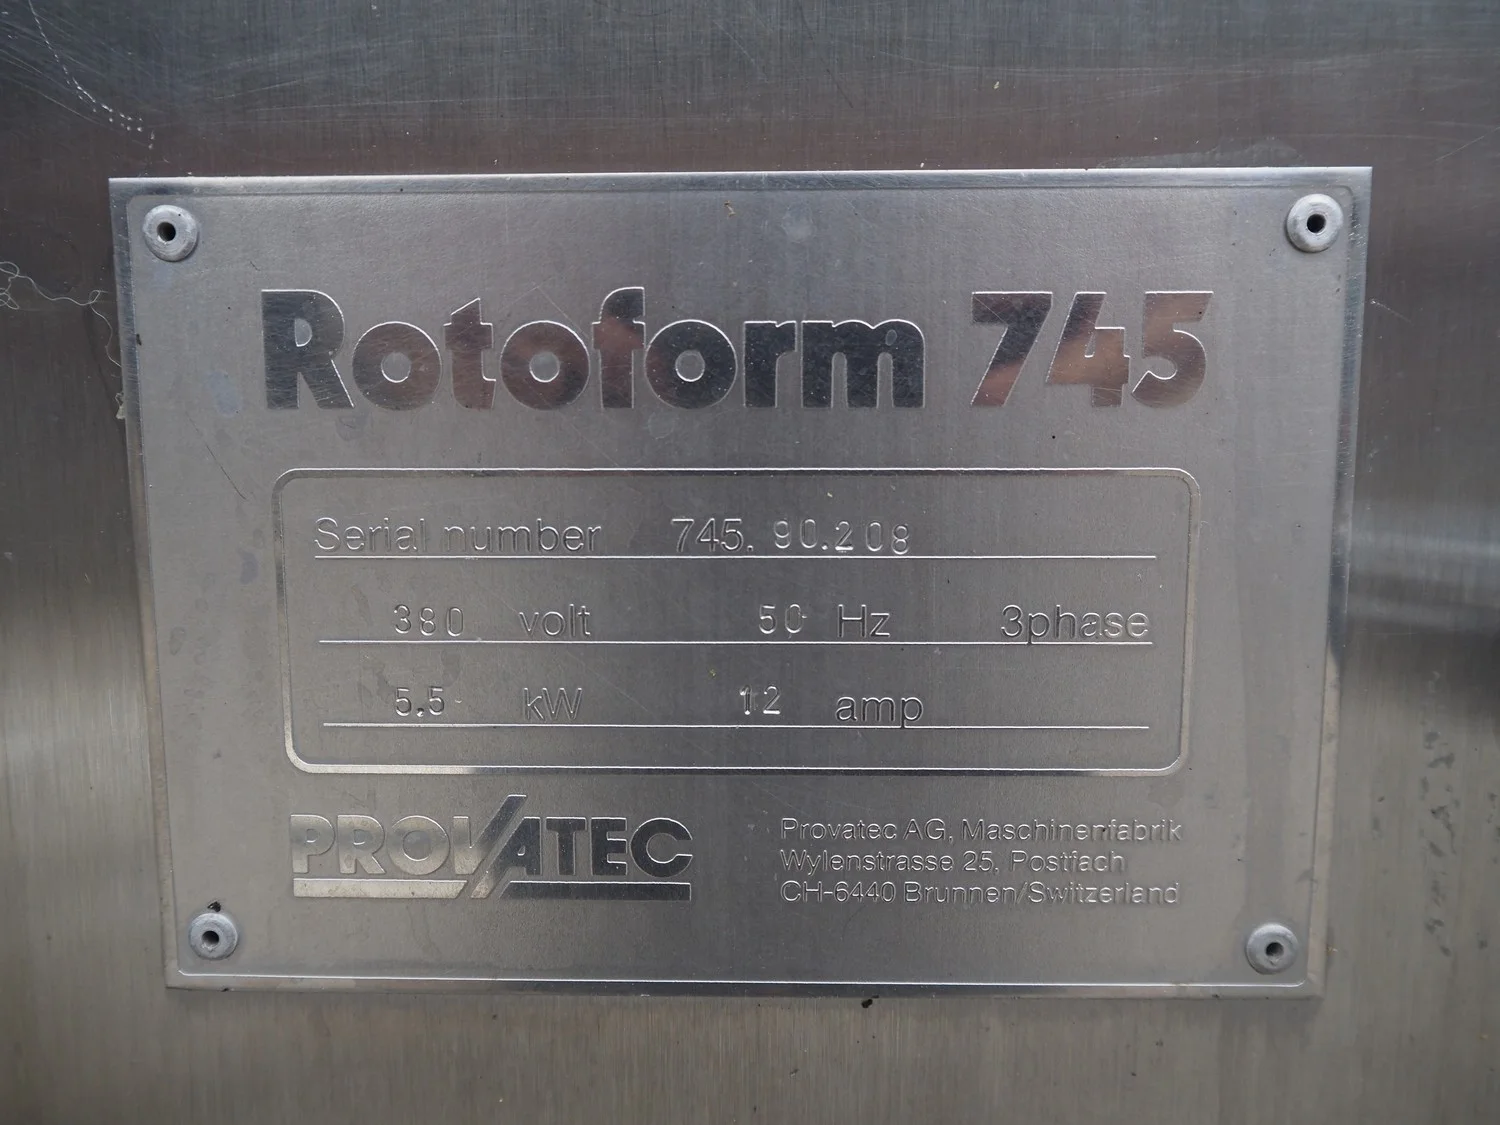 Rotoform 745
Serial number 745. 90.208
380 volt 50 Hz 3phase
5.5 kW 12 amp
PROVATEC
Provatec AG, Maschinenfabrik
Wylenstrasse 25, Postfach
CH-6440 Brunnen/Switzerland